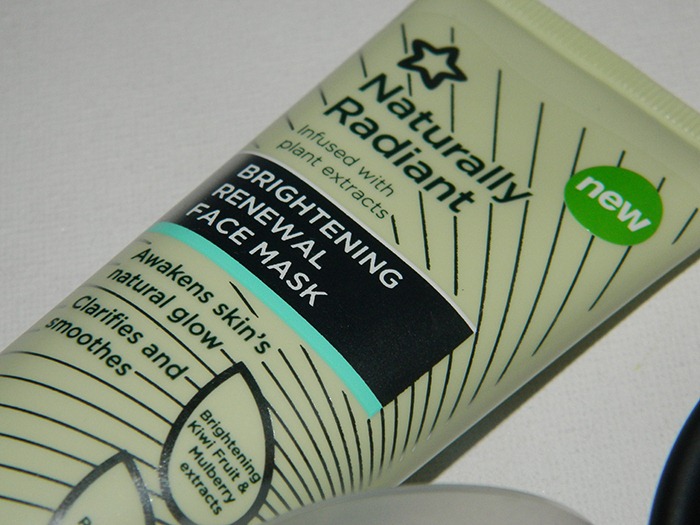 Naturally
Radiant
Infused with
plant extracts
new
BRIGHTENING
RENEWAL
FACE MASK
Awakens skin's
natural glow
Clarifies and
smoothes
Brightening
Kiwi Fruit &
Mulberry
extracts